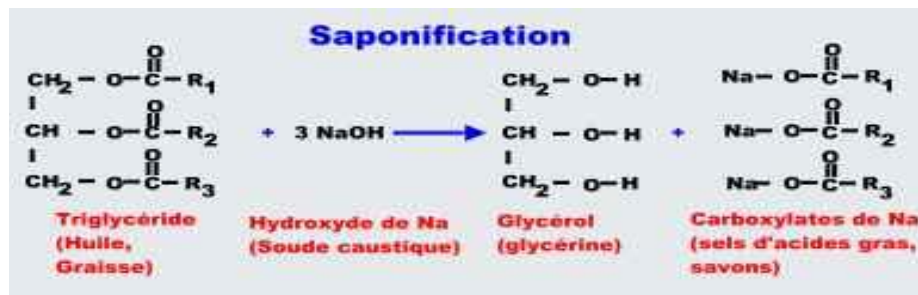 Saponification
O
CH2 – O–C–R1
O
CH – O–C–R2
O
CH2 – O–C–R3
+ 3 NaOH
CH2 – O–H
CH – O–H
CH2 – O–H
+
O
Na– O–C–R1
O
Na– O–C–R2
O
Na– O–C–R3
Triglycéride
(Huile,
Graisse)
Hydroxyde de Na
(Soude caustique)
Glycérol
(glycérine)
Carboxylates de Na
(sels d'acides gras,
savons)